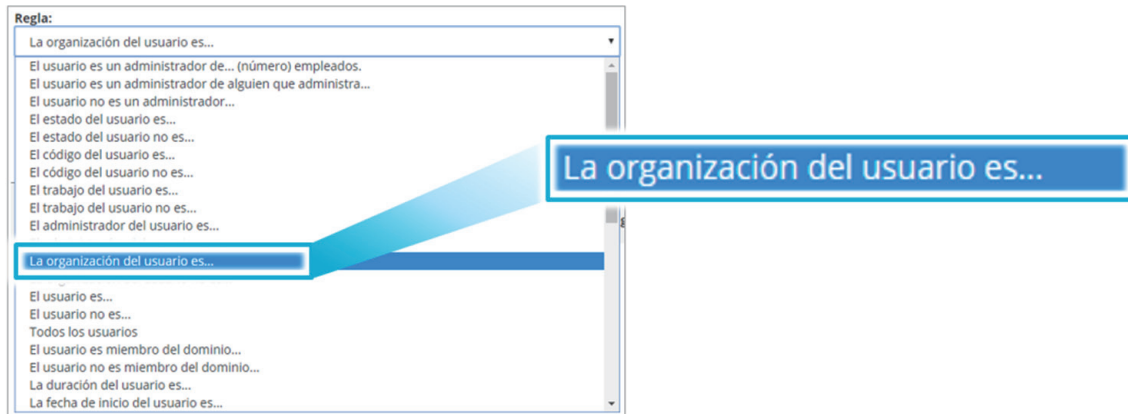 Regla:
La organización del usuario es...
El usuario es un administrador de... (número) empleados.
El usuario es un administrador de alguien que administra...
El usuario no es un administrador...
El estado del usuario es...
El estado del usuario no es...
El código del usuario es...
El código del usuario no es...
El trabajo del usuario es...
El trabajo del usuario no es...
El administrador del usuario es...
La organización del usuario es...
El usuario es...
El usuario no es...
Todos los usuarios
El usuario es miembro del dominio...
El usuario no es miembro del dominio...
La duración del usuario es...
La fecha de inicio del usuario es...
La organización del usuario es...